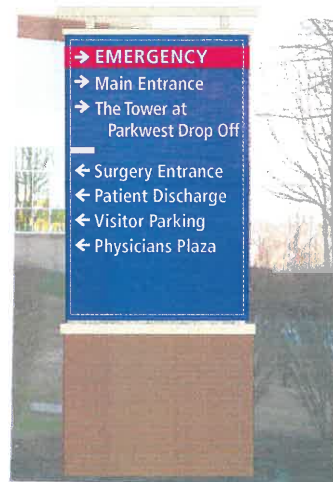 → EMERGENCY
→ Main Entrance
→ The Tower at
Parkwest Drop Off
← Surgery Entrance
← Patient Discharge
← Visitor Parking
← Physicians Plaza